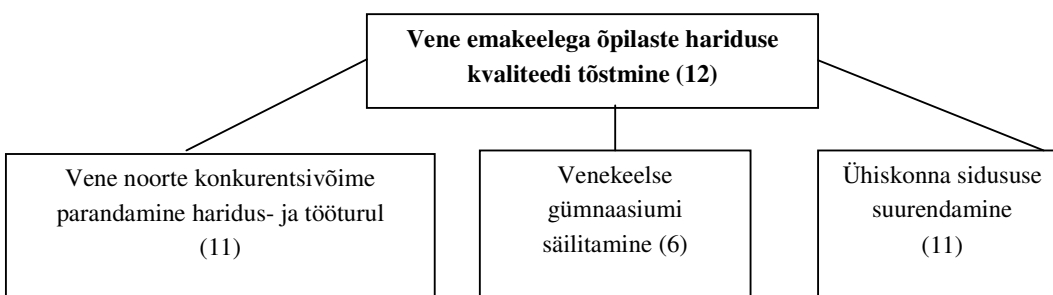 Vene emakeelega õpilaste hariduse
kvaliteedi tõstmine (12)
Vene noorte konkurentsivõime
parandamine haridus- ja tööturul
(11)
Venekeelse
gümnaasiumi
säilitamine (6)
Ühiskonna sidususe
suurendamine
(11)